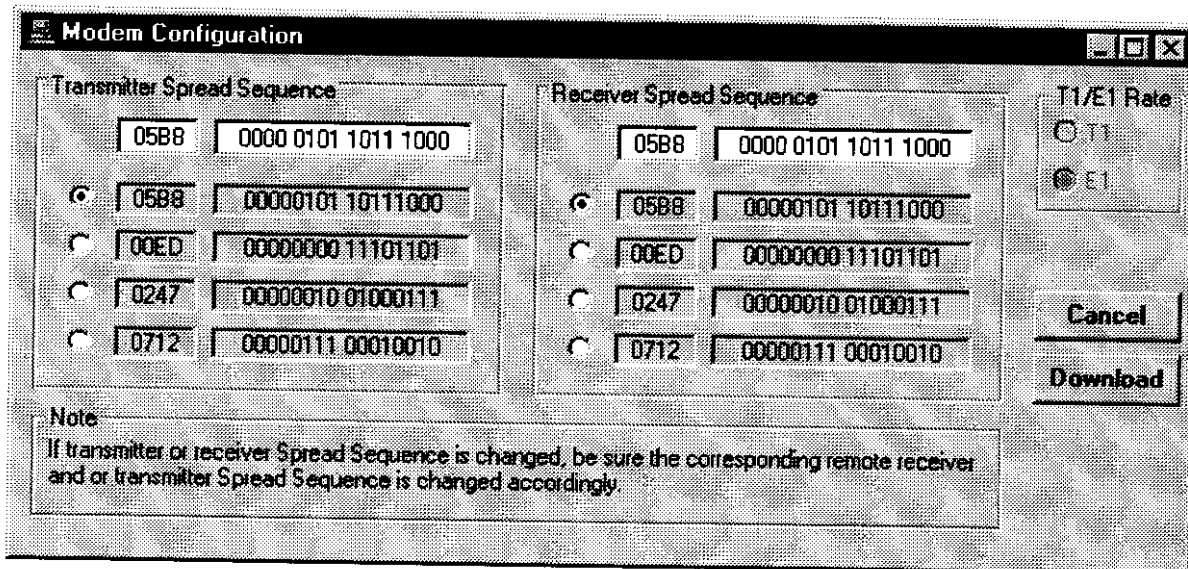 Modem Configuration
Transmitter Spread Sequence
05B8 0000 0101 1011 1000
05B8 00000101 10111000
00ED 00000000 11101101
0247 00000010 01000111
0712 00000111 00010010
Receiver Spread Sequence
05B8 0000 0101 1011 1000
05B8 00000101 10111000
00ED 00000000 11101101
0247 00000010 01000111
0712 00000111 00010010
T1/E1 Rate
T1
E1
Cancel
Download
Note
If transmitter or receiver Spread Sequence is changed, be sure the corresponding remote receiver
and or transmitter Spread Sequence is changed accordingly.